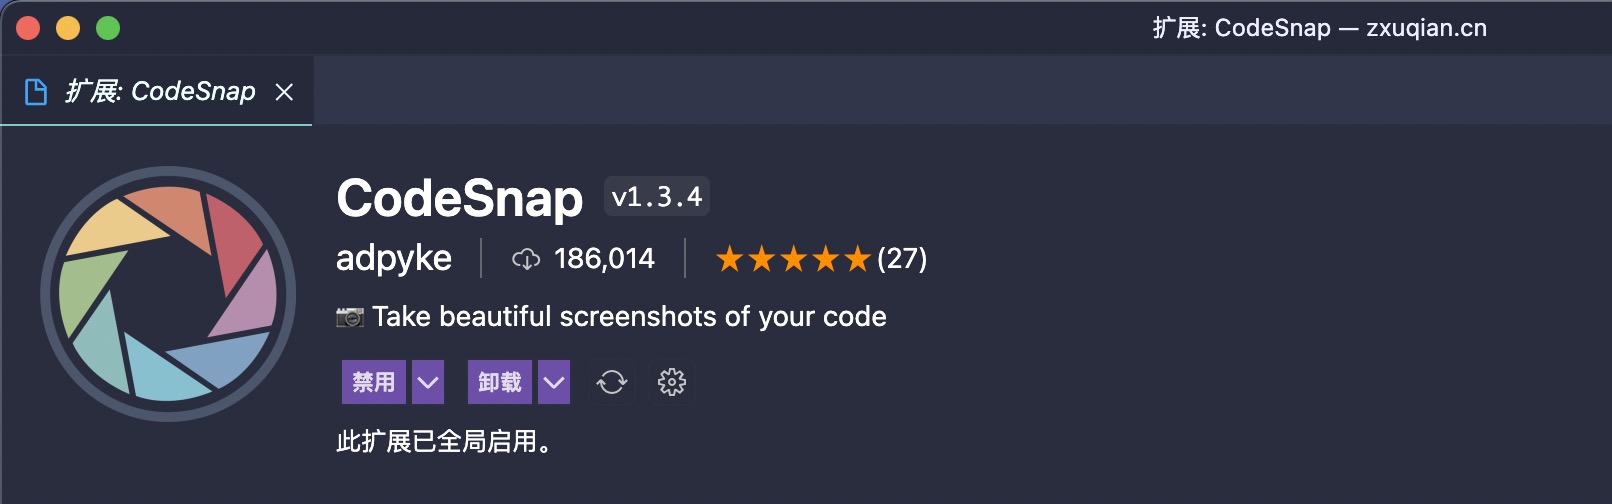 扩展: CodeSnap — zxuqian.cn
扩展: CodeSnap
CodeSnap v1.3.4
adpyke 186,014 ★★★★★(27)
📷 Take beautiful screenshots of your code
禁用 卸载
此扩展已全局启用。